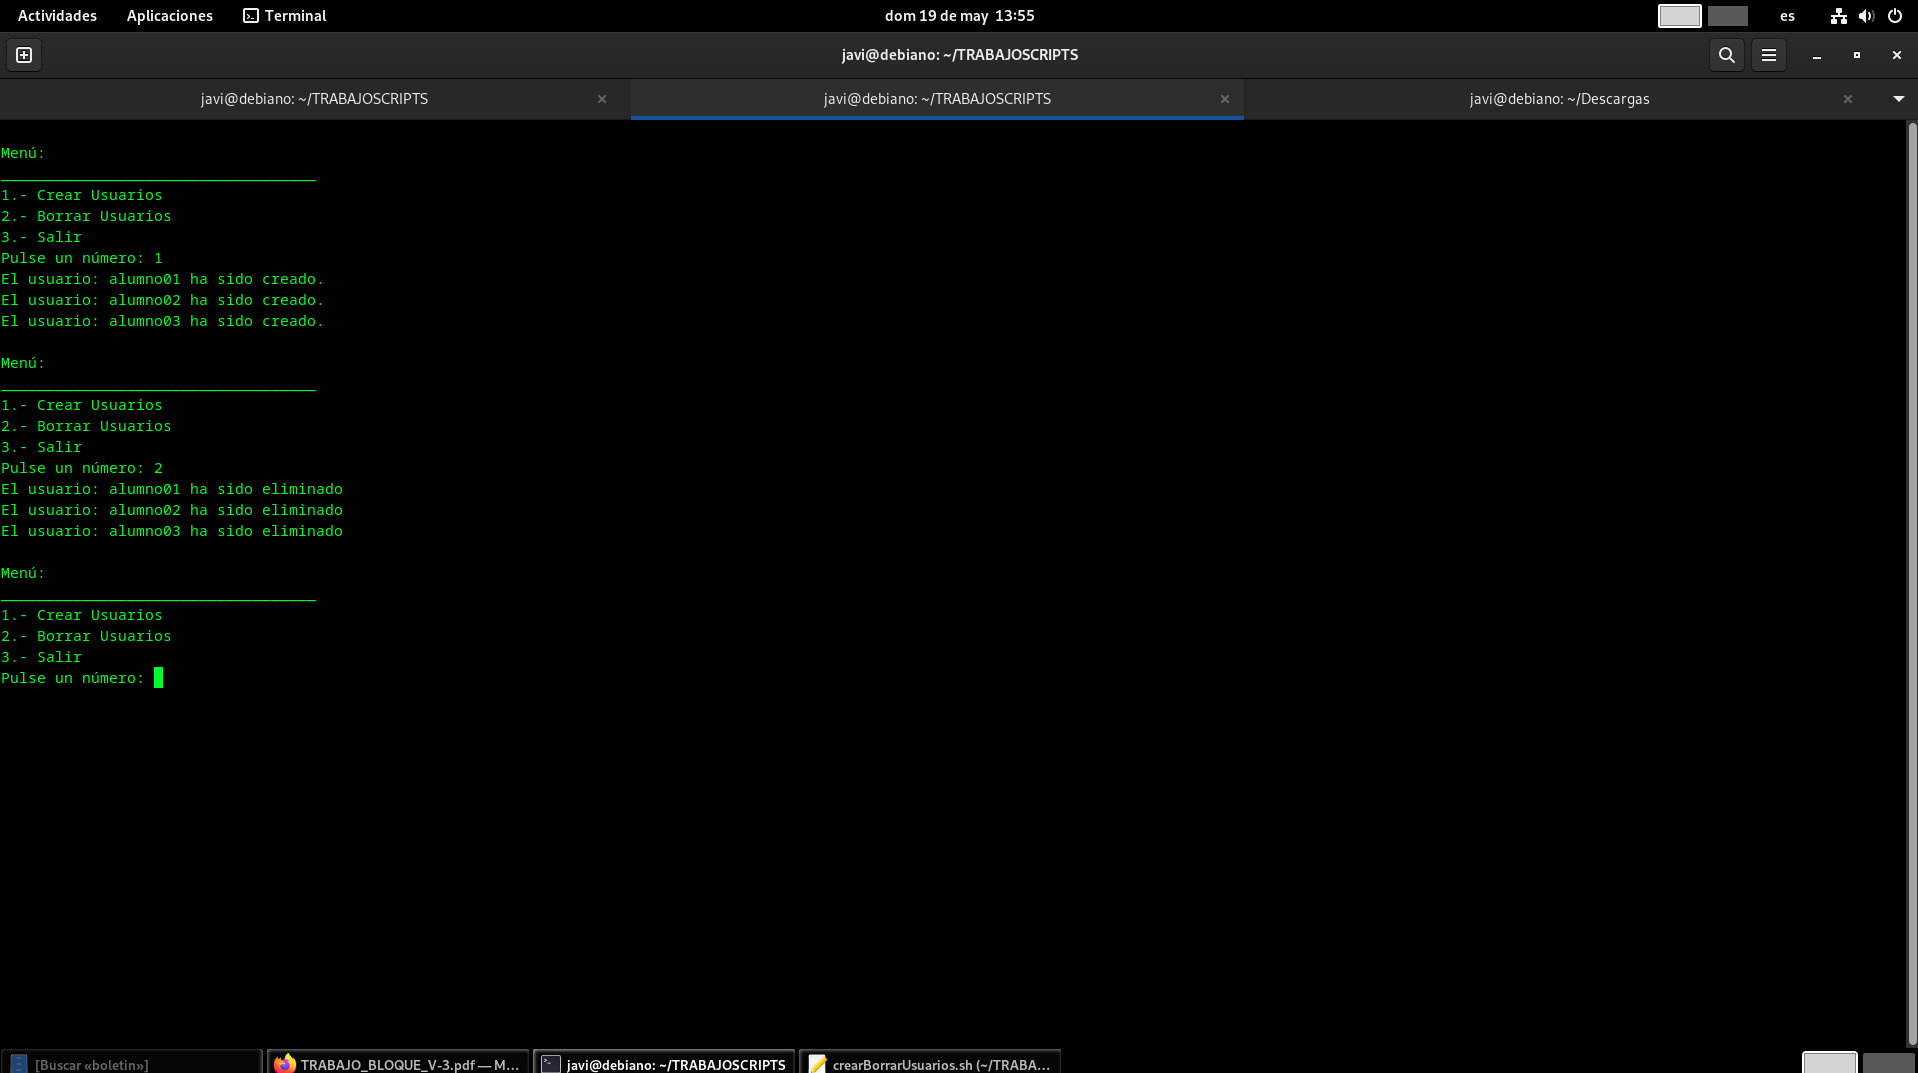 Actividades Aplicaciones Terminal dom 19 de may 13:55 es
javi@debiano: ~/TRABAJOSCRIPTS
javi@debiano: ~/TRABAJOSCRIPTS javi@debiano: ~/TRABAJOSCRIPTS javi@debiano: ~/Descargas
Menú:
___________________________________
1.- Crear Usuarios
2.- Borrar Usuarios
3.- Salir
Pulse un número: 1
El usuario: alumno01 ha sido creado.
El usuario: alumno02 ha sido creado.
El usuario: alumno03 ha sido creado.
Menú:
___________________________________
1.- Crear Usuarios
2.- Borrar Usuarios
3.- Salir
Pulse un número: 2
El usuario: alumno01 ha sido eliminado
El usuario: alumno02 ha sido eliminado
El usuario: alumno03 ha sido eliminado
Menú:
___________________________________
1.- Crear Usuarios
2.- Borrar Usuarios
3.- Salir
Pulse un número:
[Buscar «boletin»] TRABAJO_BLOQUE_V-3.pdf — M... javi@debiano: ~/TRABAJOSCRIPTS crearBorrarUsuarios.sh (~/TRABA...